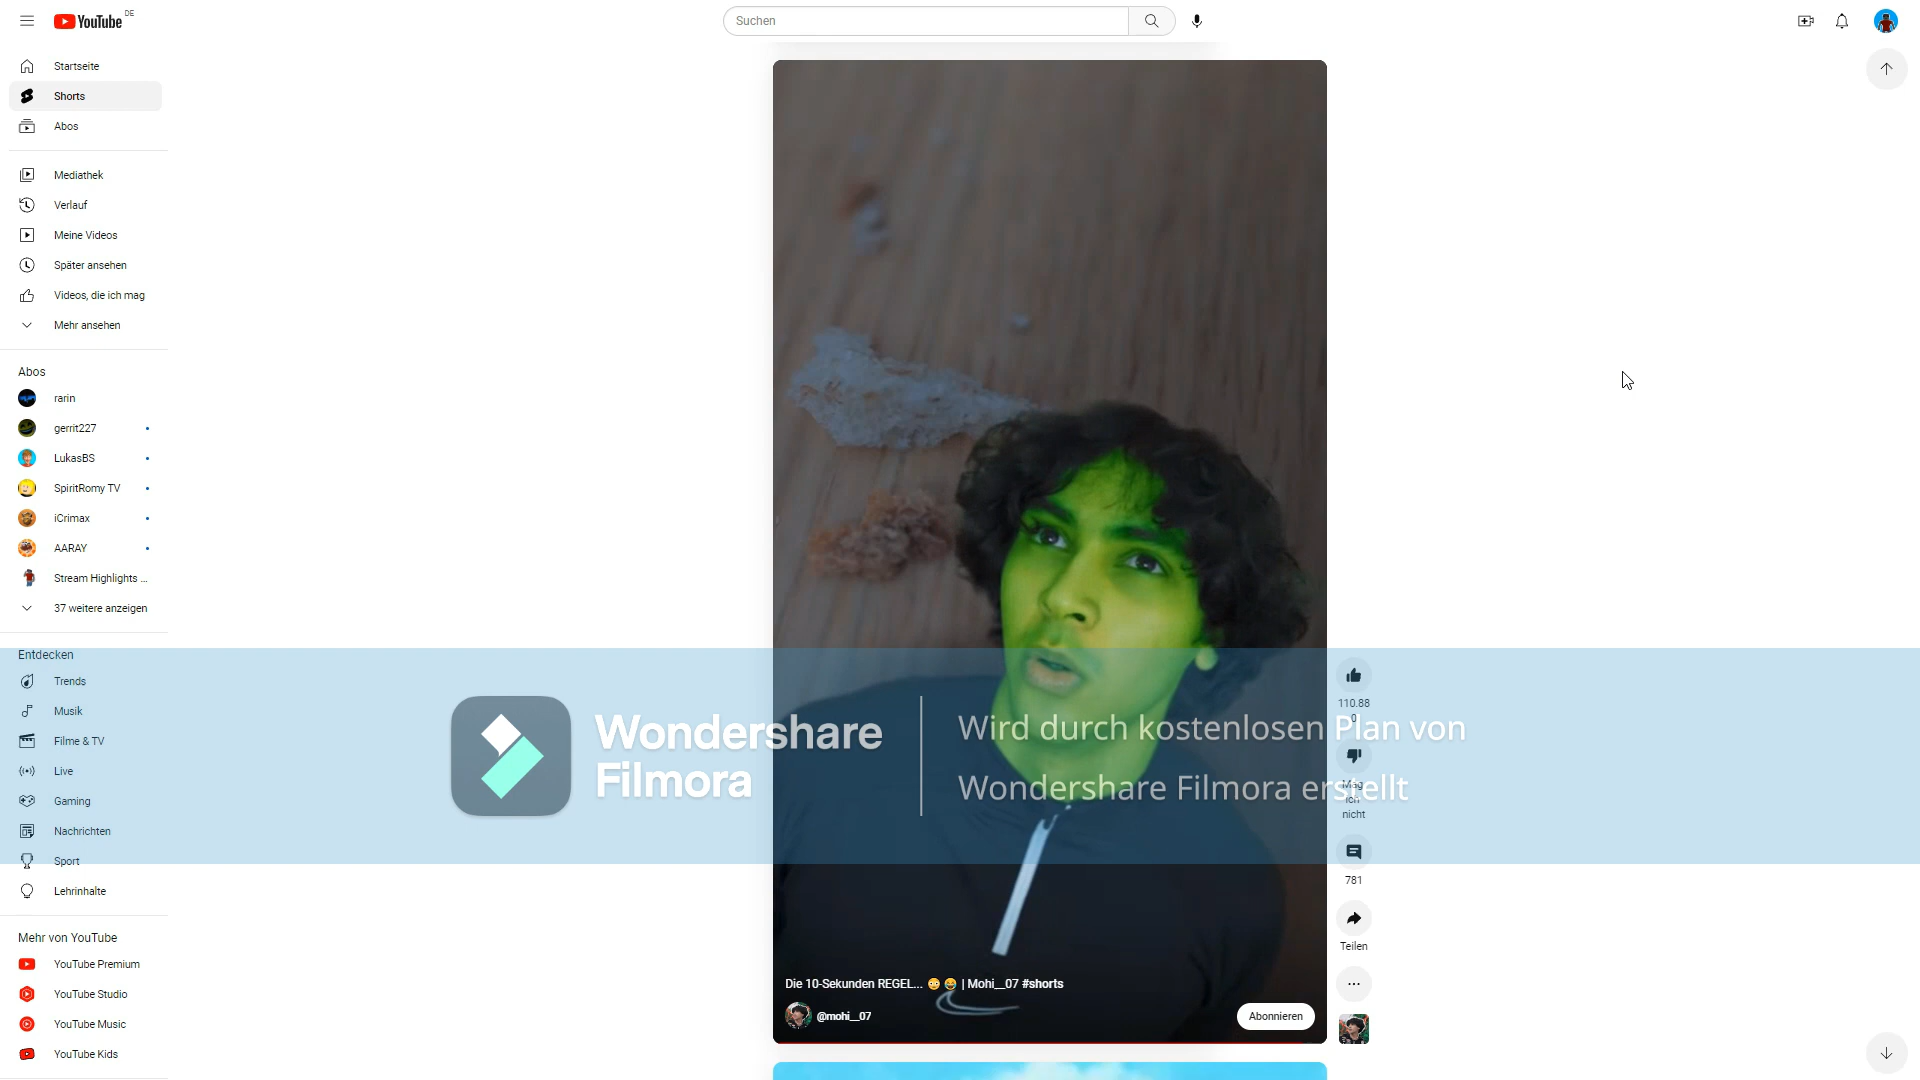 YouTube DE
Suchen
Startseite
Shorts
Abos
Mediathek
Verlauf
Meine Videos
Später ansehen
Videos, die ich mag
Mehr ansehen
Abos
rarin
gerrit227
LukasBS
SpiritRomy TV
iCrimax
AARAY
Stream Highlights ...
37 weitere anzeigen
Entdecken
Trends
Musik
Filme & TV
Live
Gaming
Nachrichten
Sport
Lehrinhalte
Mehr von YouTube
YouTube Premium
YouTube Studio
YouTube Music
YouTube Kids
Wondershare
Filmora
Wird durch kostenlosen Plan von
Wondershare Filmora erstellt
110.88
0
Mag
ich
nicht
781
Teilen
Die 10-Sekunden REGEL... 😳 😂 | Mohi__07 #shorts
@mohi__07
Abonnieren